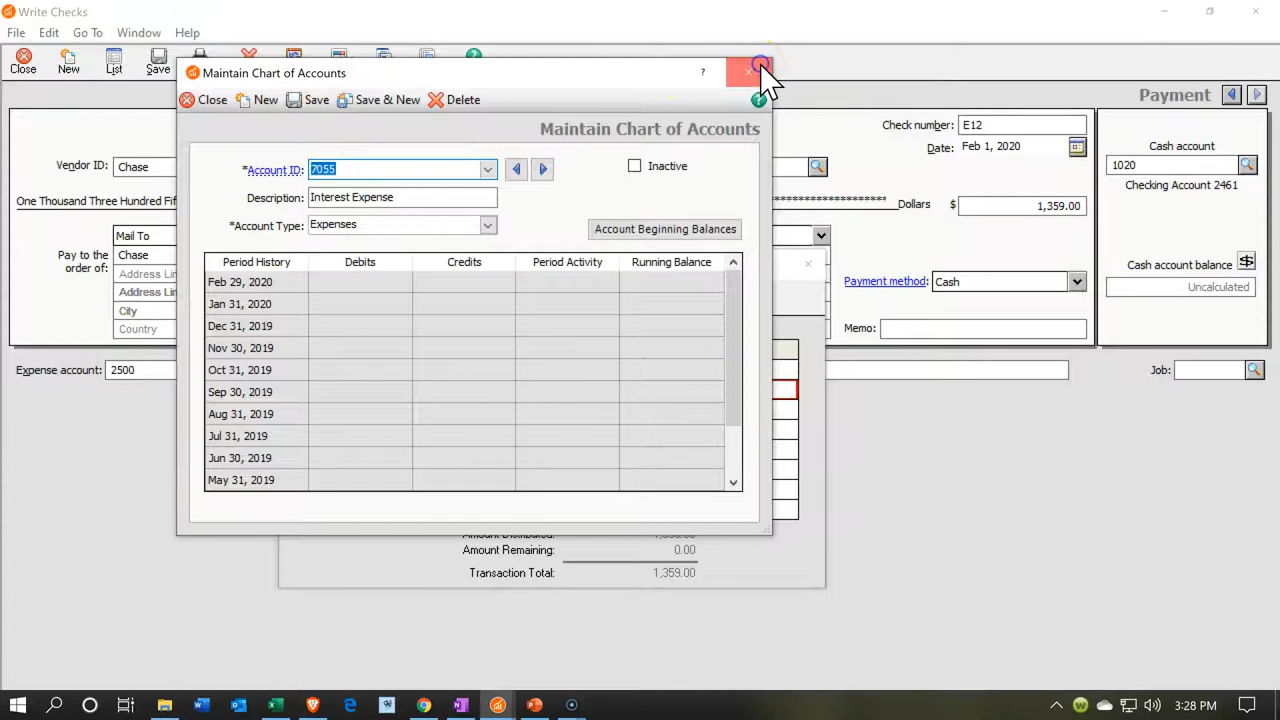 Write Checks
File Edit Go To Window Help
Close New List Save
Maintain Chart of Accounts ?
Close New Save Save & New Delete
Maintain Chart of Accounts
*Account ID: 7055 Inactive
Description: Interest Expense
*Account Type: Expenses Account Beginning Balances
Period History Debits Credits Period Activity Running Balance
Feb 29, 2020
Jan 31, 2020
Dec 31, 2019
Nov 30, 2019
Oct 31, 2019
Sep 30, 2019
Aug 31, 2019
Jul 31, 2019
Jun 30, 2019
May 31, 2019
Payment
Vendor ID: Chase
Check number: E12
Date: Feb 1, 2020
One Thousand Three Hundred Fif
Dollars $ 1,359.00
Mail To
Pay to the order of: Chase
Address Lin
Address Lin
City
Country
Payment method: Cash
Memo:
Cash account
1020
Checking Account 2461
Cash account balance $
Uncalculated
Expense account: 2500 Job:
Amount Distributed: 1,359.00
Amount Remaining: 0.00
Transaction Total: 1,359.00
3:28 PM